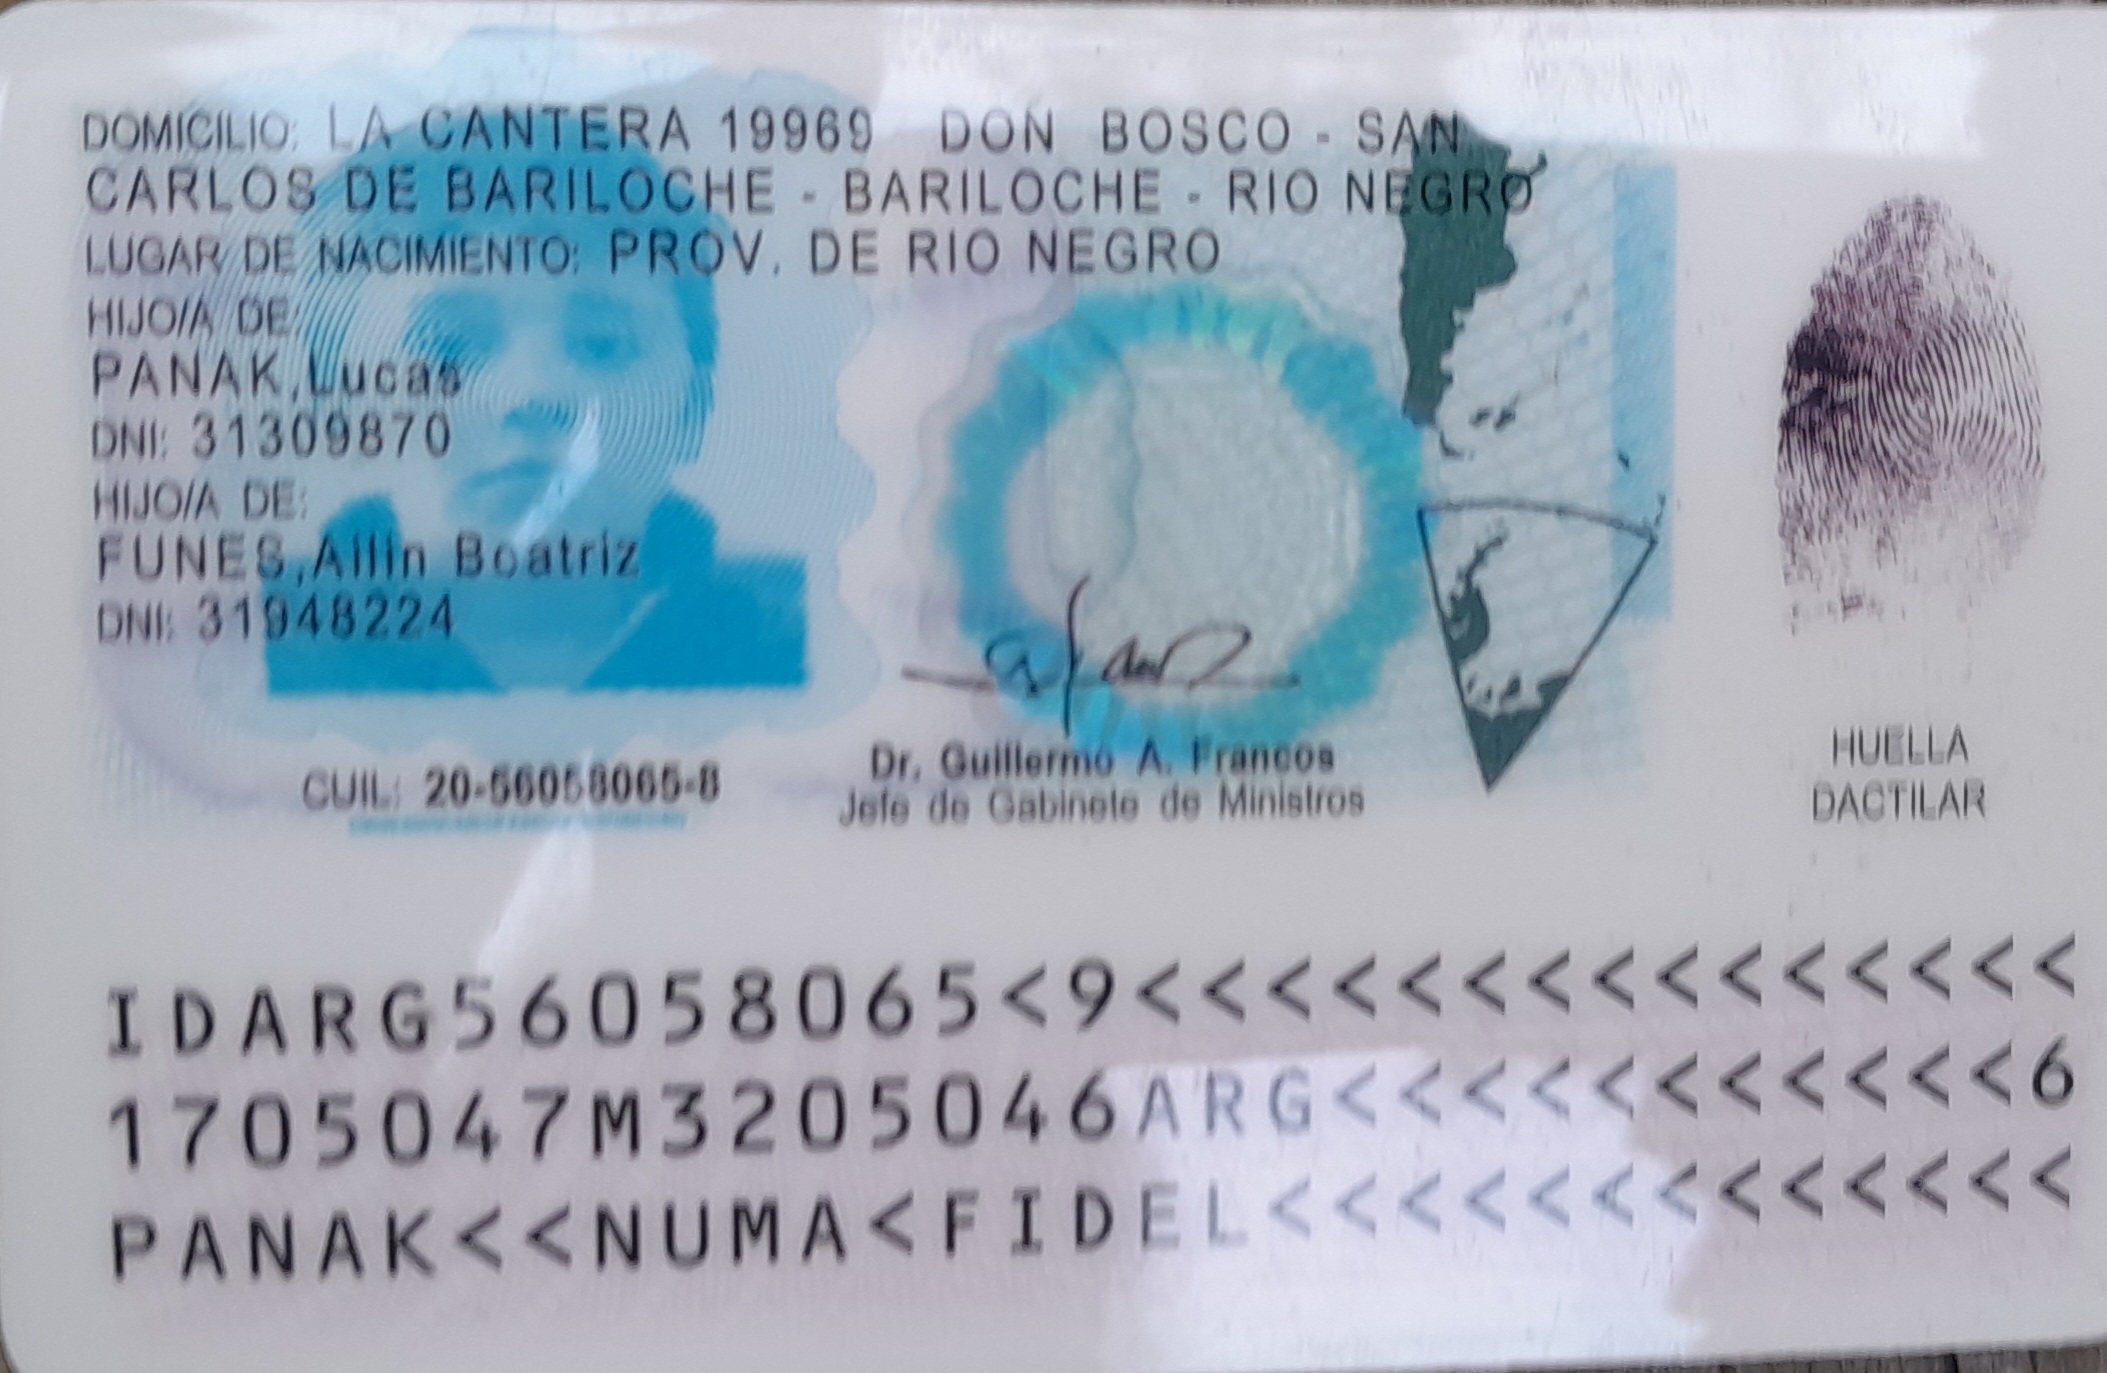 DOMICILIO: LA CANTERA 19969 DON BOSCO - SAN
CARLOS DE BARILOCHE - BARILOCHE - RIO NEGRO
LUGAR DE NACIMIENTO: PROV. DE RIO NEGRO
HIJO/A DE:
PANAK,Lucas
DNI: 31309870
HIJO/A DE:
FUNES,Ailin Beatriz
DNI: 31948224
CUIL: 20-56058065-8
Dr. Guillermo A. Francos
Jefe de Gabinete de Ministros
HUELLA
DACTILAR
IDARG56058065<9<<<<<<<<<<<<<<<
1705047M3205046ARG<<<<<<<<<<<6
PANAK<<NUMA<FIDEL<<<<<<<<<<<<<